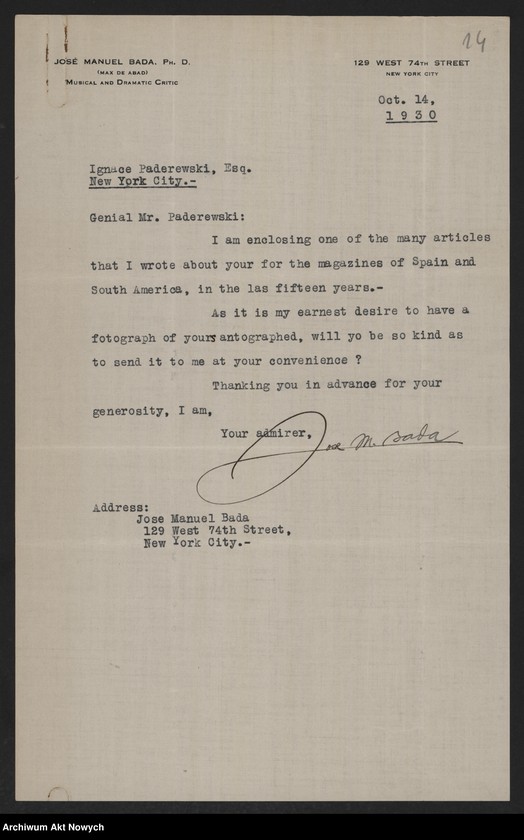 14
JOSÉ MANUEL BADA, PH. D.
(MAX DE ABAD)
MUSICAL AND DRAMATIC CRITIC
129 WEST 74TH STREET
NEW YORK CITY
Oct. 14,
1930
Ignace Paderewski, Esq.
New York City.-
Genial Mr. Paderewski:
I am enclosing one of the many articles
that I wrote about your for the magazines of Spain and
South America, in the las fifteen years.-
As it is my earnest desire to have a
fotograph of yours antographed, will yo be so kind as
to send it to me at your convenience ?
Thanking you in advance for your
generosity, I am,
Your admirer,
Jose M. Bada
Address:
Jose Manuel Bada
129 West 74th Street,
New York City.-
Archiwum Akt Nowych